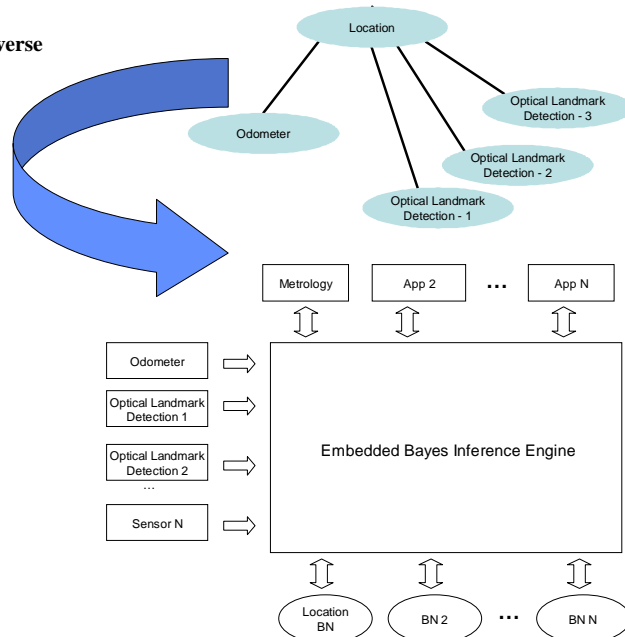 verse
Location
Odometer
Optical Landmark
Detection - 3
Optical Landmark
Detection - 2
Optical Landmark
Detection - 1
Metrology
App 2
...
App N
Odometer
Optical Landmark
Detection 1
Optical Landmark
Detection 2
...
Sensor N
Embedded Bayes Inference Engine
Location
BN
BN 2
...
BN N